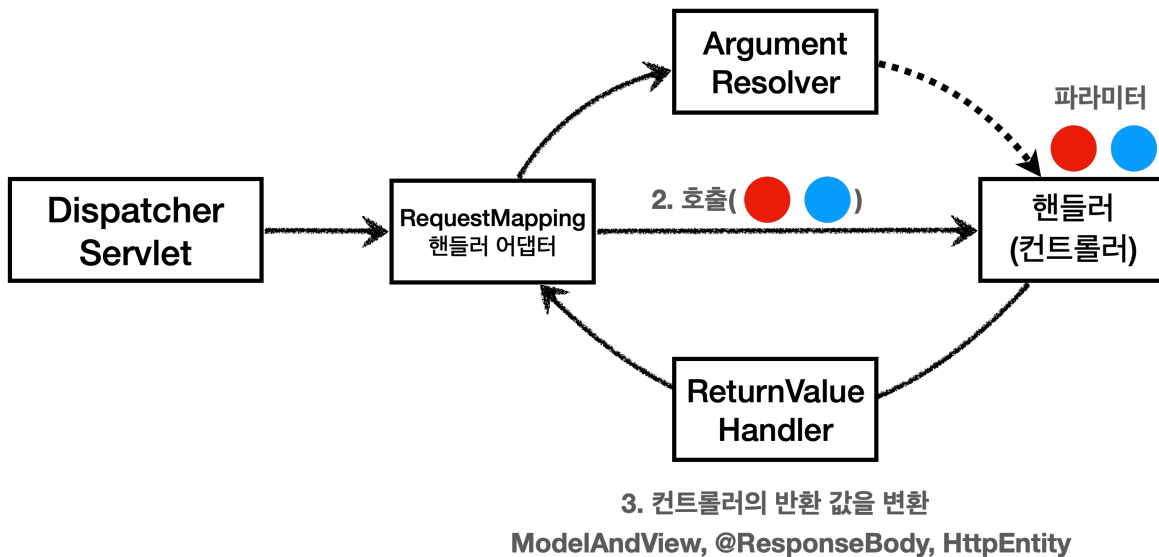 Argument
Resolver
파라미터
Dispatcher
Servlet
RequestMapping
핸들러 어댑터
2. 호출( )
핸들러
(컨트롤러)
ReturnValue
Handler
3. 컨트롤러의 반환 값을 변환
ModelAndView, @ResponseBody, HttpEntity